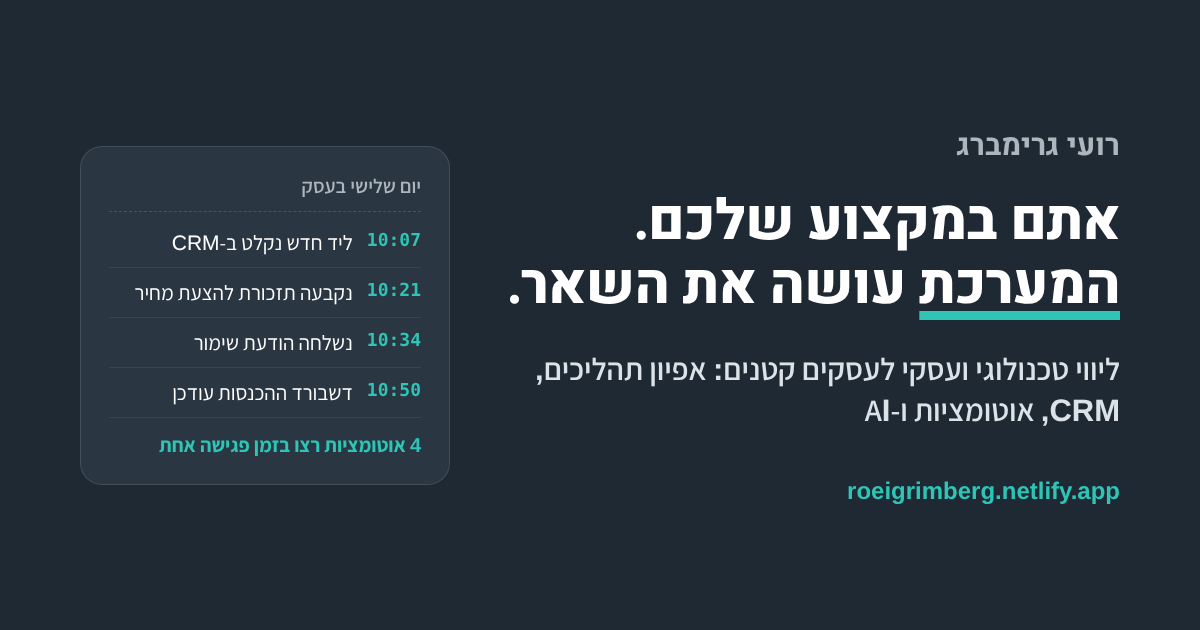 רועי גרימברג
אתם במקצוע שלכם.
המערכת עושה את השאר.
ליווי טכנולוגי ועסקי לעסקים קטנים: אפיון תהליכים,
CRM, אוטומציות ו-AI
roeigrimberg.netlify.app
יום שלישי בעסק
10:07 ליד חדש נקלט ב-CRM
10:21 נקבעה תזכורת להצעת מחיר
10:34 נשלחה הודעת שימור
10:50 דשבורד ההכנסות עודכן
4 אוטומציות רצו בזמן פגישה אחת